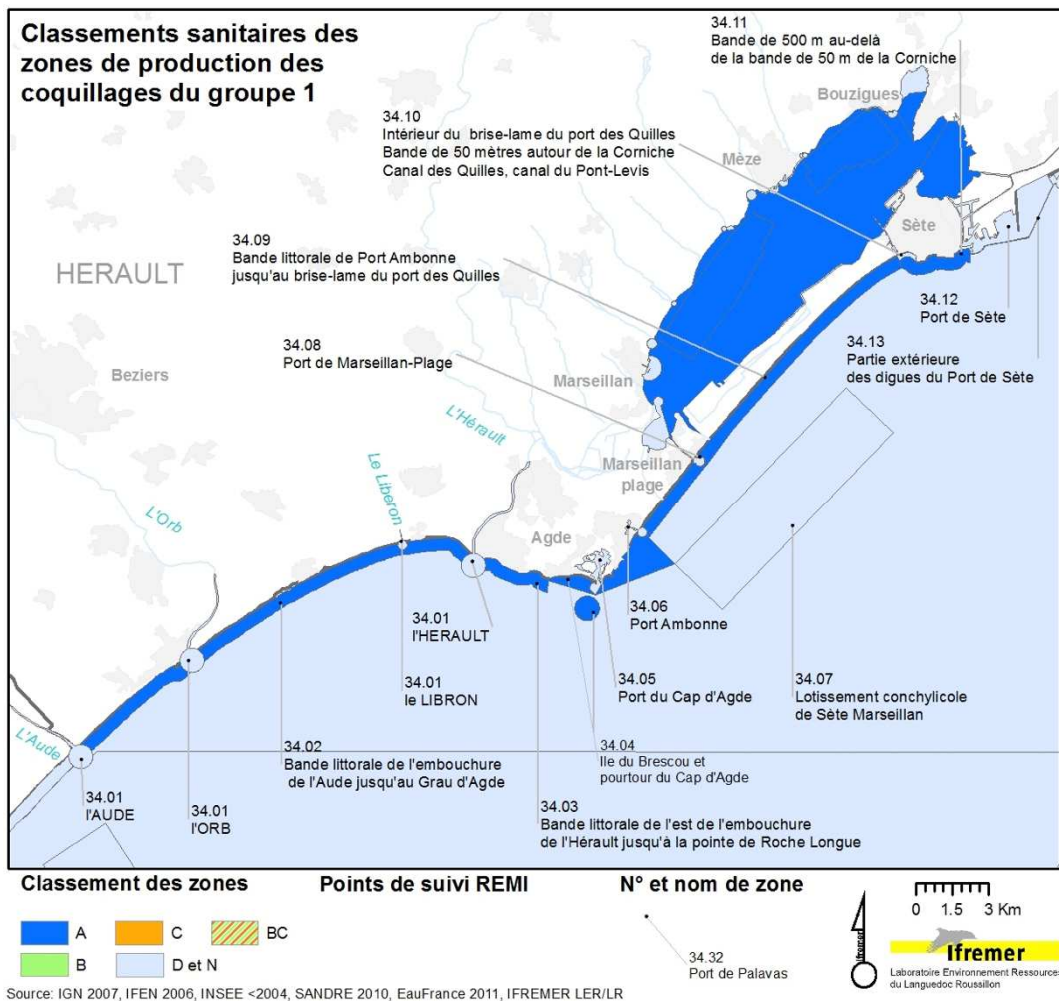 Classements sanitaires des
zones de production des
coquillages du groupe 1
34.11
Bande de 500 m au-delà
de la bande de 50 m de la Corniche
Bouzigues
34.10
Intérieur du brise-lame du port des Quilles
Bande de 50 mètres autour de la Corniche
Canal des Quilles, canal du Pont-Levis
Mèze
Sète
34.09
Bande littorale de Port Ambonne
jusqu'au brise-lame du port des Quilles
HERAULT
34.12
Port de Sète
34.08
Port de Marseillan-Plage
34.13
Partie extérieure
des digues du Port de Sète
Beziers
Marseillan
L'Hérault
Le Liberon
Marseillan
plage
L'Orb
Agde
34.06
Port Ambonne
34.01
l'HERAULT
34.05
Port du Cap d'Agde
34.07
Lotissement conchylicole
de Sète Marseillan
34.01
le LIBRON
L'Aude
34.02
Bande littorale de l'embouchure
de l'Aude jusqu'au Grau d'Agde
34.04
Ile du Brescou et
pourtour du Cap d'Agde
34.01
l'AUDE
34.01
l'ORB
34.03
Bande littorale de l'est de l'embouchure
de l'Hérault jusqu'à la pointe de Roche Longue
Classement des zones
Points de suivi REMI
N° et nom de zone
A
C
BC
B
D et N
34.32
Port de Palavas
Ifremer
0 1.5 3 Km
Ifremer
Laboratoire Environnement Ressources
du Languedoc Roussillon
Source: IGN 2007, IFEN 2006, INSEE <2004, SANDRE 2010, EauFrance 2011, IFREMER LER/LR